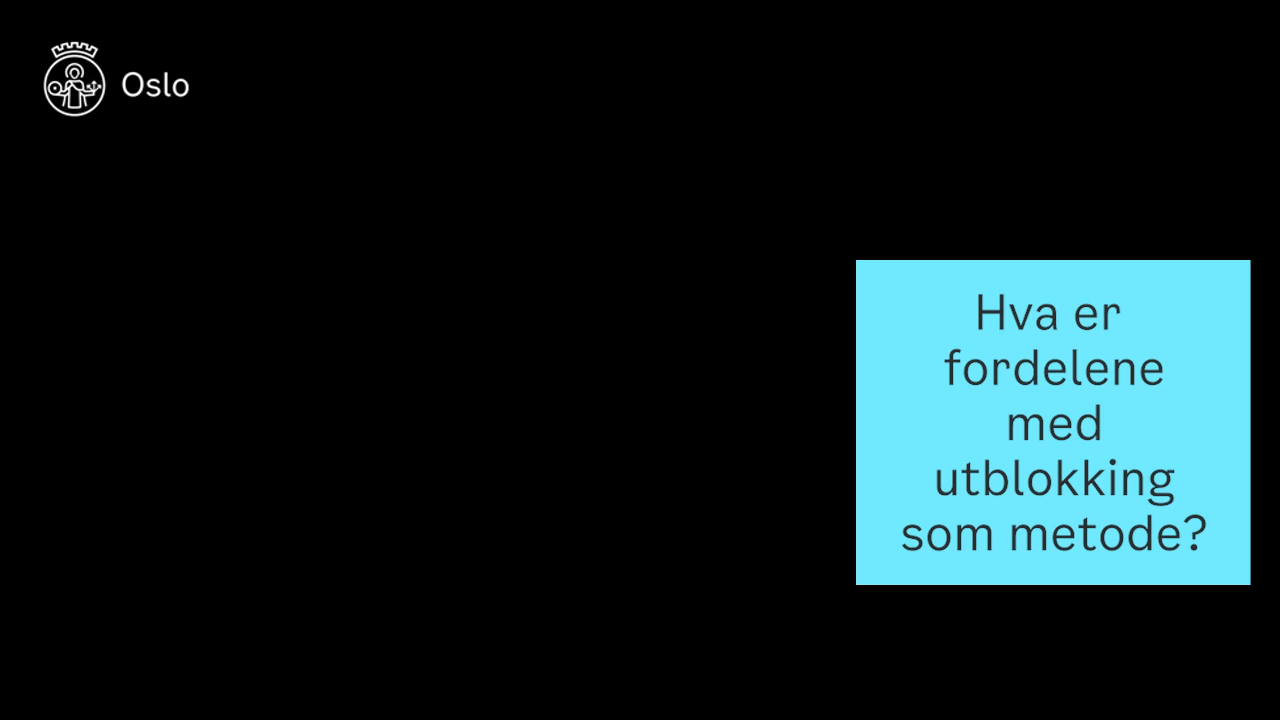 Oslo
Hva er
fordelene
med
utblokking
som metode?